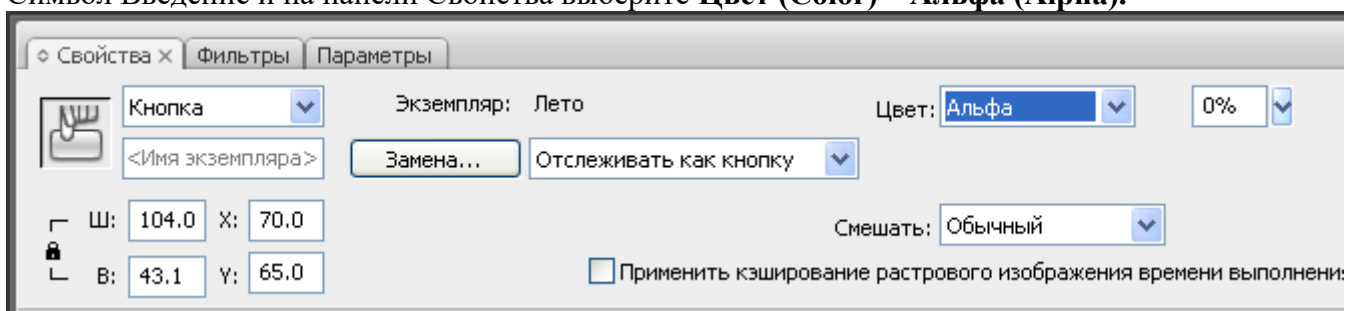 Символ Введение и на панели Свойства выберите Цвет (Color) – Альфа (Alpha).
Свойства × Фильтры Параметры
Кнопка Экземпляр: Лето Цвет: Альфа 0%
<Имя экземпляра> Замена... Отслеживать как кнопку
Ш: 104.0 X: 70.0 Смешать: Обычный
В: 43.1 Y: 65.0 Применить кэширование растрового изображения времени выполнения